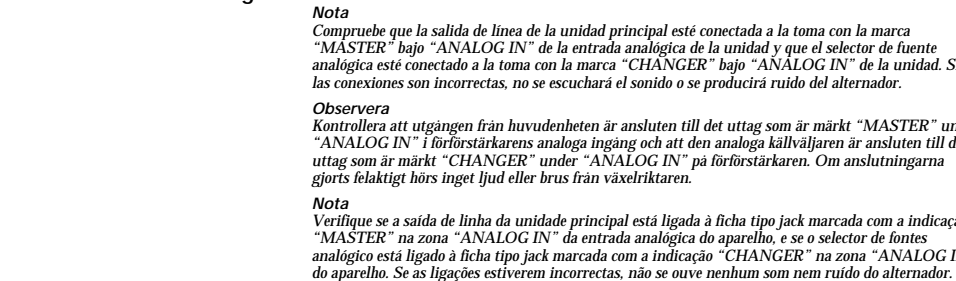 Nota
Compruebe que la salida de línea de la unidad principal esté conectada a la toma con la marca
“MASTER” bajo “ANALOG IN” de la entrada analógica de la unidad y que el selector de fuente
analógica esté conectado a la toma con la marca “CHANGER” bajo “ANALOG IN” de la unidad.
las conexiones son incorrectas, no se escuchará el sonido o se producirá ruido del alternador.
Observera
Kontrollera att utgången från huvudenheten är ansluten till det uttag som är märkt “MASTER”
“ANALOG IN” i förförstärkarens analoga ingång och att den analoga källväljaren är ansluten till
uttag som är märkt “CHANGER” under “ANALOG IN” på förförstärkaren. Om anslutningarna
gjorts felaktigt hörs inget ljud eller brus från växelriktaren.
Nota
Verifique se a saída de linha da unidade principal está ligada à ficha tipo jack marcada com a
“MASTER” na zona “ANALOG IN” da entrada analógica do aparelho, e se o selector de fontes
analógico está ligado à ficha tipo jack marcada com a indicação “CHANGER” na zona “ANALOG
do aparelho. Se as ligações estiverem incorrectas, não se ouve nenhum som nem ruído do alternador.